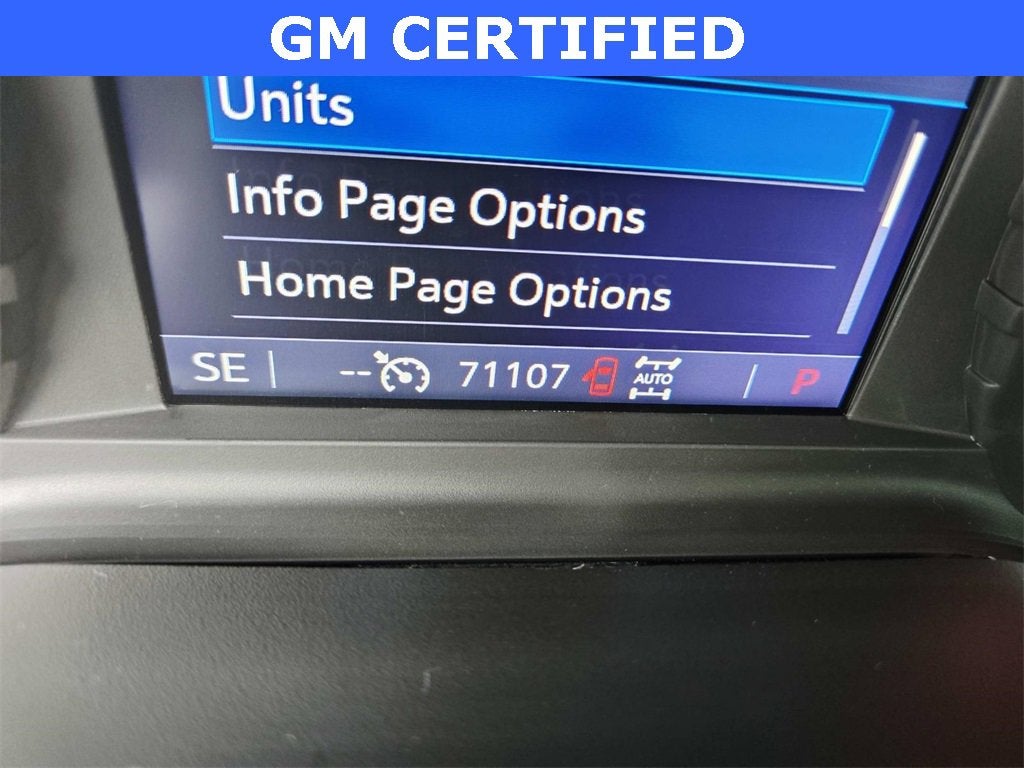 GM CERTIFIED
Units
Info Page Options
Home Page Options
SE -- 71107 AUTO P